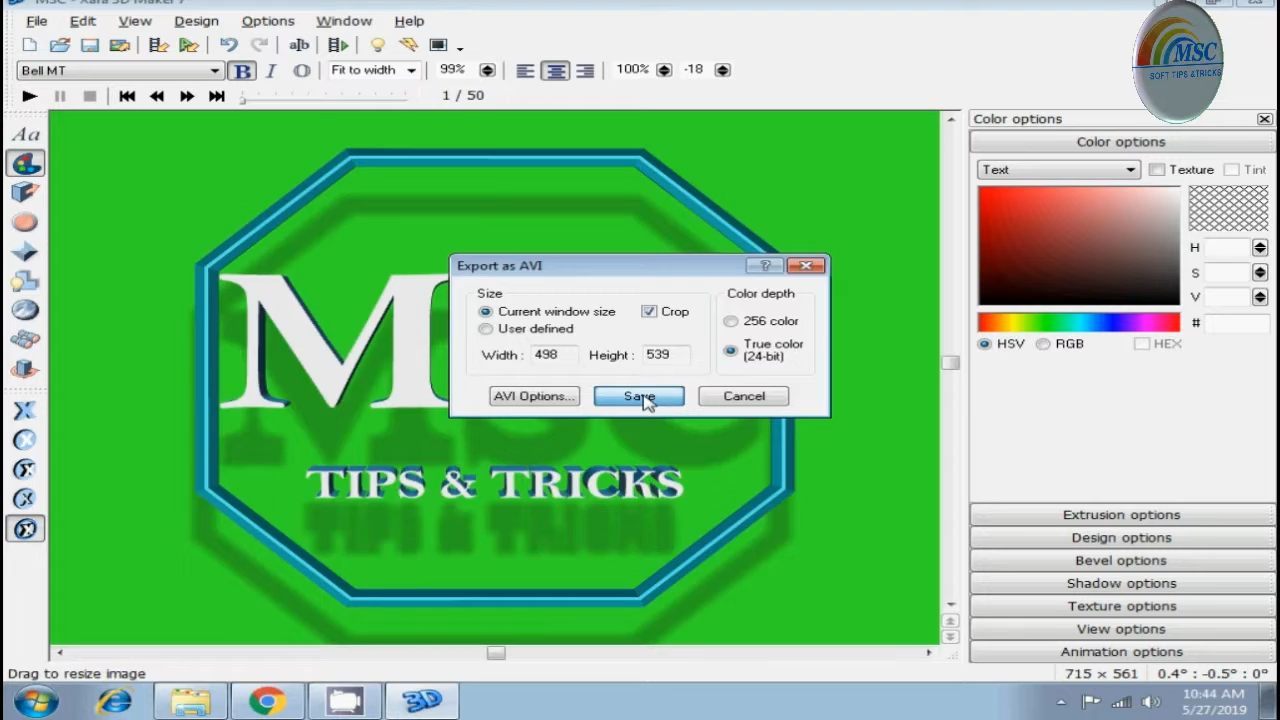 MSC - Xara 3D Maker 7
File Edit View Design Options Window Help
MSC
SOFT TIPS &TRICKS
Bell MT B I O Fit to width 99% 100% -18
1 / 50
Aa
Color options
Color options
Text Texture Tint
H
S
V
#
HSV RGB HEX
Export as AVI
Size Color depth
Current window size Crop 256 color
User defined True color
(24-bit)
Width : 498 Height : 539
AVI Options... Save Cancel
TIPS & TRICKS
Extrusion options
Design options
Bevel options
Shadow options
Texture options
View options
Animation options
Drag to resize image 715 × 561 0.4° : -0.5° : 0°
3D
10:44 AM
5/27/2019